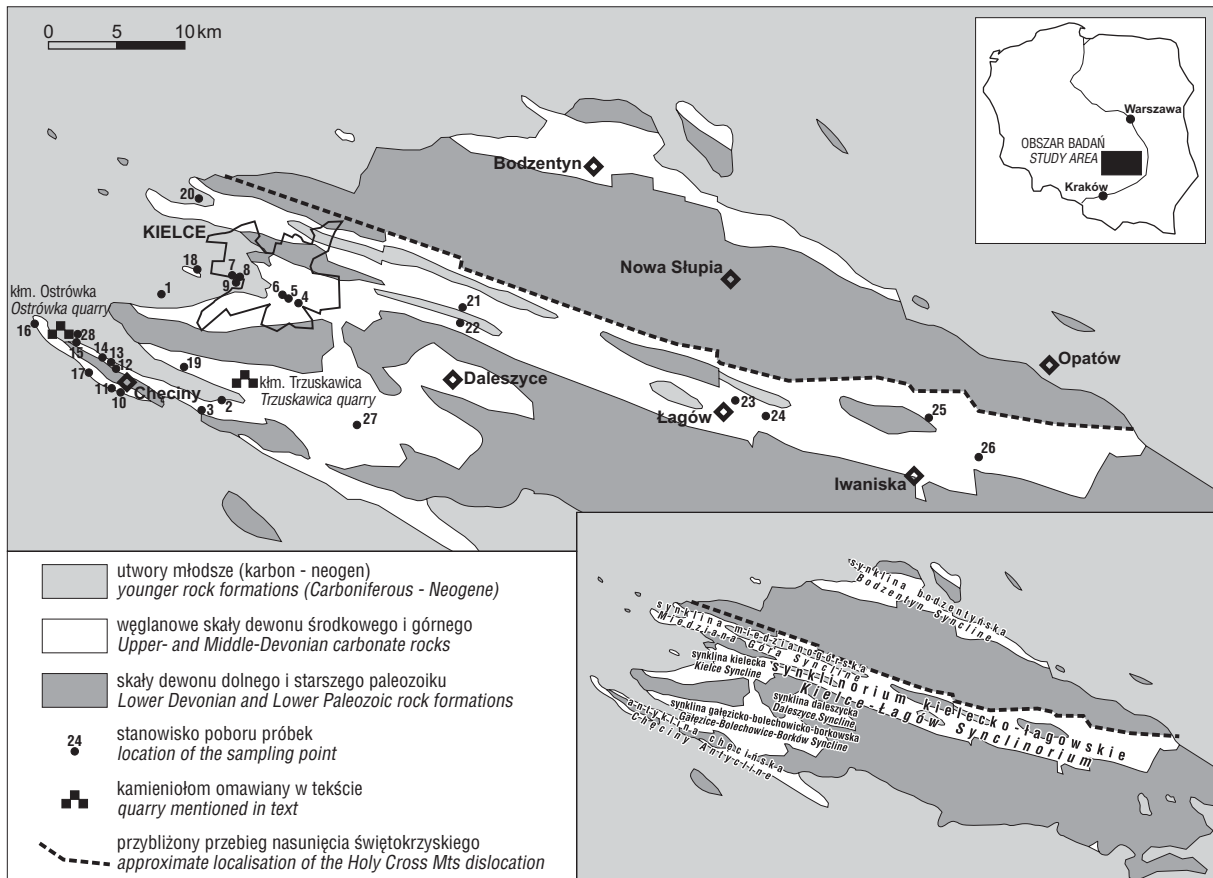 0 5 10 km
Warszawa
OBSZAR BADAŃ
STUDY AREA
Kraków
Bodzentyn
20
KIELCE
Nowa Słupia
18
7
8
9
kłm. Ostrówka
Ostrówka quarry
1
6
5
4
21
22
16
28
15
14
13
12
17
11
10
Chęciny
19
kłm. Trzuskawica
Trzuskawica quarry
2
3
27
Daleszyce
Opatów
23
Łagów
24
25
26
Iwaniska
utwory młodsze (karbon - neogen)
younger rock formations (Carboniferous - Neogene)
węglanowe skały dewonu środkowego i górnego
Upper- and Middle-Devonian carbonate rocks
skały dewonu dolnego i starszego paleozoiku
Lower Devonian and Lower Paleozoic rock formations
24
stanowisko poboru próbek
location of the sampling point
kamieniołom omawiany w tekście
quarry mentioned in text
przybliżony przebieg nasunięcia świętokrzyskiego
approximate localisation of the Holy Cross Mts dislocation
synklina bodzentyńska
Bodzentyn Syncline
synklina miedzianogórska
Miedziana Góra Syncline
synklina kielecka
Kielce Syncline
synklinorium kielecko-łagowskie
Kielce-Łagów Synclinorium
synklina daleszycka
Daleszyce Syncline
synklina gałęzicko-bolechowicko-borkowska
Gałęzice-Bolechowice-Borków Syncline
antyklina chęcińska
Chęciny Antycline